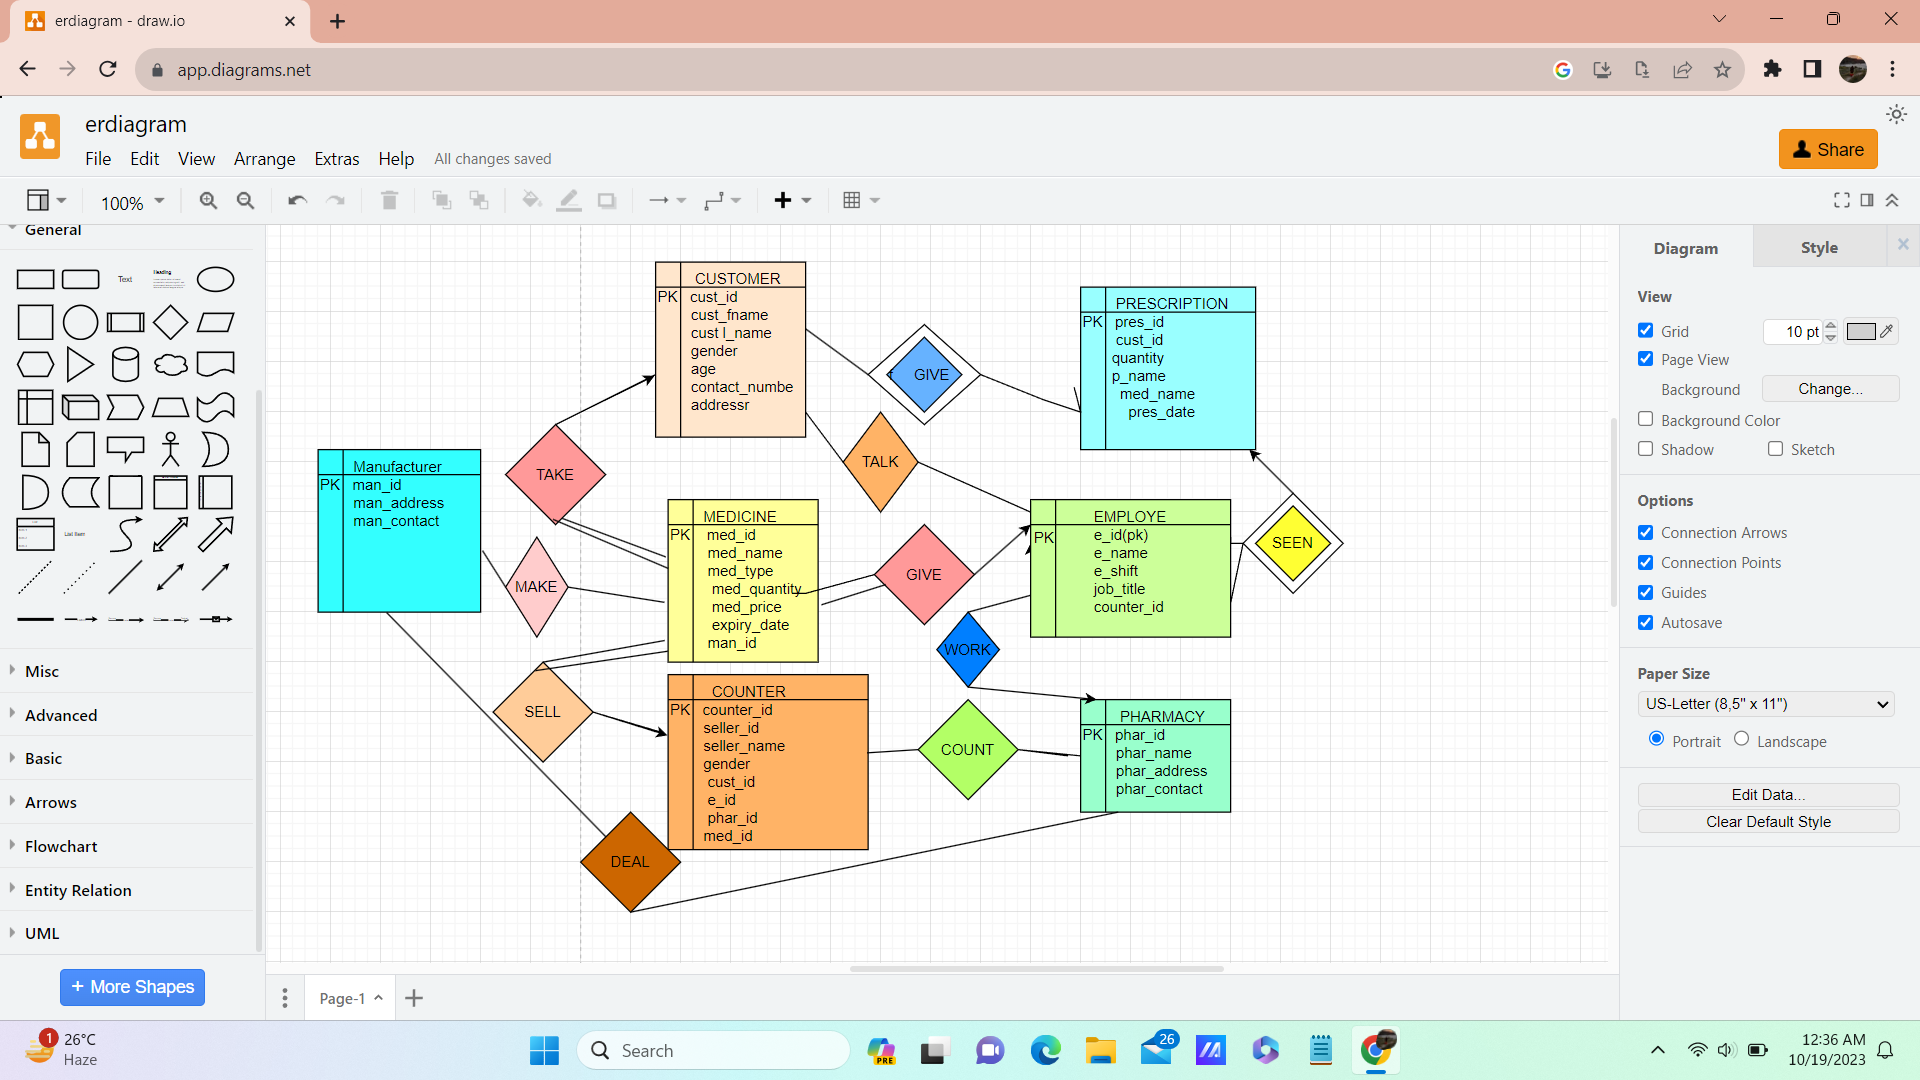 erdiagram - draw.io
app.diagrams.net
erdiagram
File Edit View Arrange Extras Help All changes saved
Share
100%
General
Text
Heading
List Item
Misc
Advanced
Basic
Arrows
Flowchart
Entity Relation
UML
+ More Shapes
CUSTOMER
PK cust_id
cust_fname
cust l_name
gender
age
contact_numbe
addressr
PRESCRIPTION
PK pres_id
cust_id
quantity
p_name
med_name
pres_date
GIVE
TALK
TAKE
Manufacturer
PK man_id
man_address
man_contact
MEDICINE
PK med_id
med_name
med_type
med_quantity
med_price
expiry_date
man_id
EMPLOYE
PK e_id(pk)
e_name
e_shift
job_title
counter_id
SEEN
GIVE
MAKE
WORK
SELL
COUNTER
PK counter_id
seller_id
seller_name
gender
cust_id
e_id
phar_id
med_id
COUNT
PHARMACY
PK phar_id
phar_name
phar_address
phar_contact
DEAL
Page-1
Diagram Style
View
Grid 10 pt
Page View
Background Change...
Background Color
Shadow Sketch
Options
Connection Arrows
Connection Points
Guides
Autosave
Paper Size
US-Letter (8,5" x 11")
Portrait Landscape
Edit Data...
Clear Default Style
1
26°C
Haze
Search
PRE
26
12:36 AM
10/19/2023